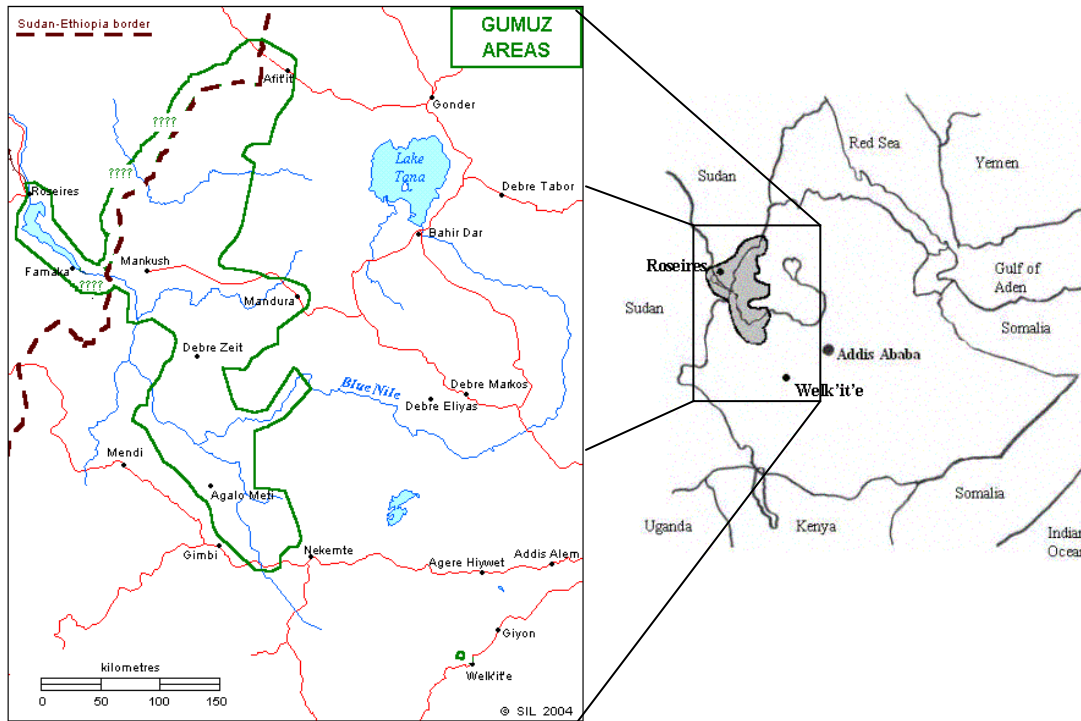 Sudan-Ethiopia border
GUMUZ
AREAS
Afit'it
Gonder
????
????
Lake
Tana
Roseires
Debre Tabor
Bahir Dar
Famaka
Mankush
????
Mandura
Debre Zeit
Blue Nile
Debre Markos
Debre Eliyas
Mendi
Agalo Meti
Gimbi
Nekemte
Agere Hiywet
Addis Alem
Giyon
Welk'it'e
kilometres
0 50 100 150
© SIL 2004
Red Sea
Sudan
Yemen
Roseires
Gulf of
Aden
Sudan
Somalia
Addis Ababa
Welk'it'e
Somalia
Uganda
Kenya
Indian
Ocean